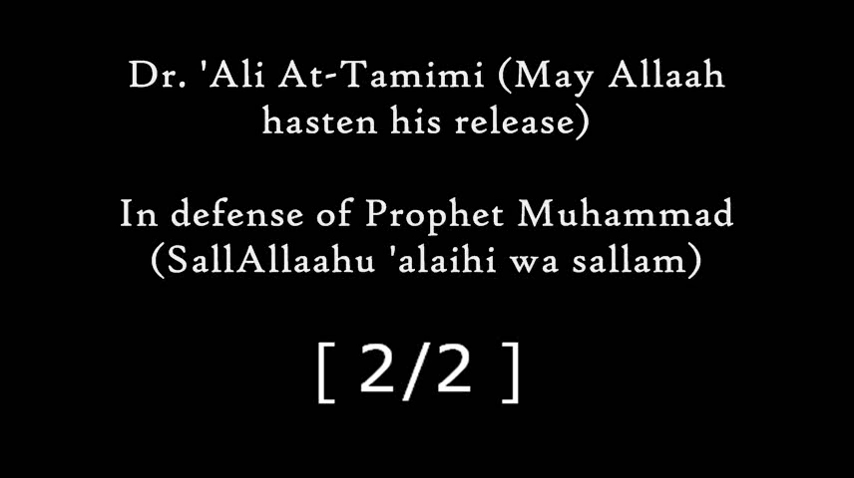 Dr. 'Ali At-Tamimi (May Allaah
hasten his release)
In defense of Prophet Muhammad
(SallAllaahu 'alaihi wa sallam)
[ 2/2 ]